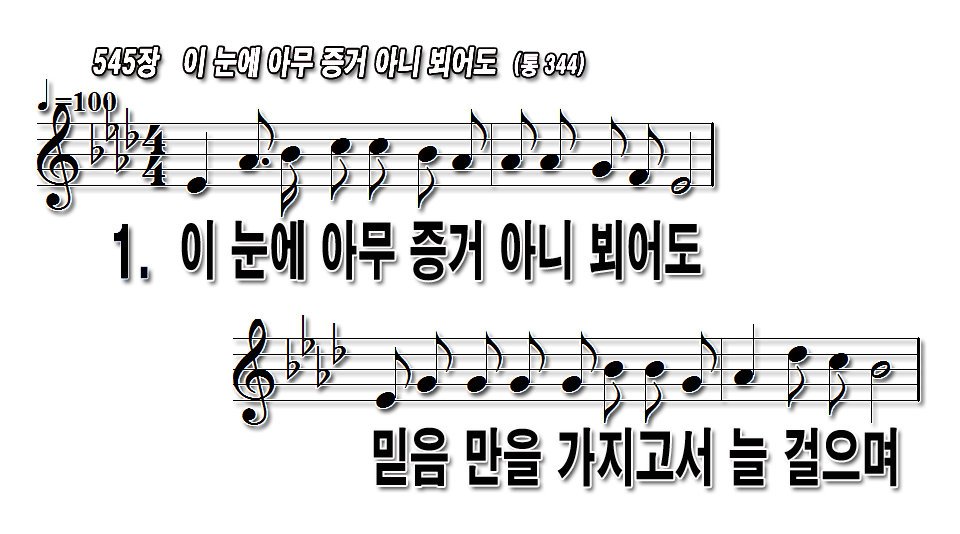 545장 이 눈에 아무 증거 아니 뵈어도 (통 344)
♩=100
4
4
1. 이 눈에 아무 증거 아니 뵈어도
믿음 만을 가지고서 늘 걸으며